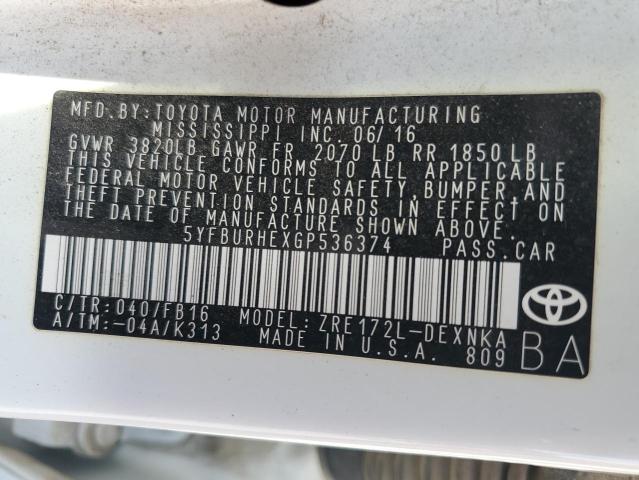 MFD.BY:TOYOTA MOTOR MANUFACTURING
MISSISSIPPI INC. 06/16
GVWR 3820LB GAWR FR 2070 LB RR 1850 LB
THIS VEHICLE CONFORMS TO ALL APPLICABLE
FEDERAL MOTOR VEHICLE SAFETY, BUMPER, AND
THEFT PREVENTION STANDARDS IN EFFECT ON
THE DATE OF MANUFACTURE SHOWN ABOVE.
5YFBURHEXGP536374 PASS.CAR
C/TR: 040/FB16 MODEL: ZRE172L-DEXNKA
A/TM:-04A/K313 MADE IN U.S.A. 809
BA